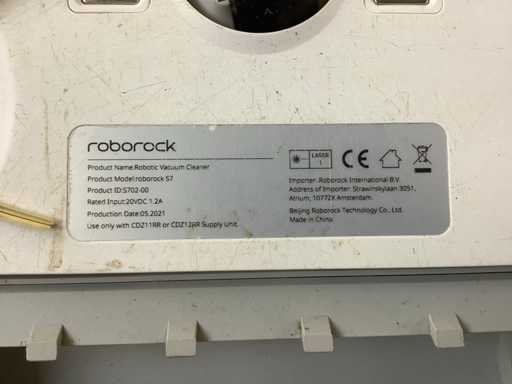 roborock
Product Name:Robotic Vacuum Cleaner
Product Model:roborock S7
Product ID:S702-00
Rated Input:20VDC 1.2A
Production Date:05.2021
Use only with CDZ11RR or CDZ12RR Supply Unit.
LASER
1
CE
Importer: Roborock International B.V.
Address of Importer: Strawinskylaan 3051,
Atrium, 1077ZX Amsterdam.
Beijing Roborock Technology Co., Ltd.
Made in China